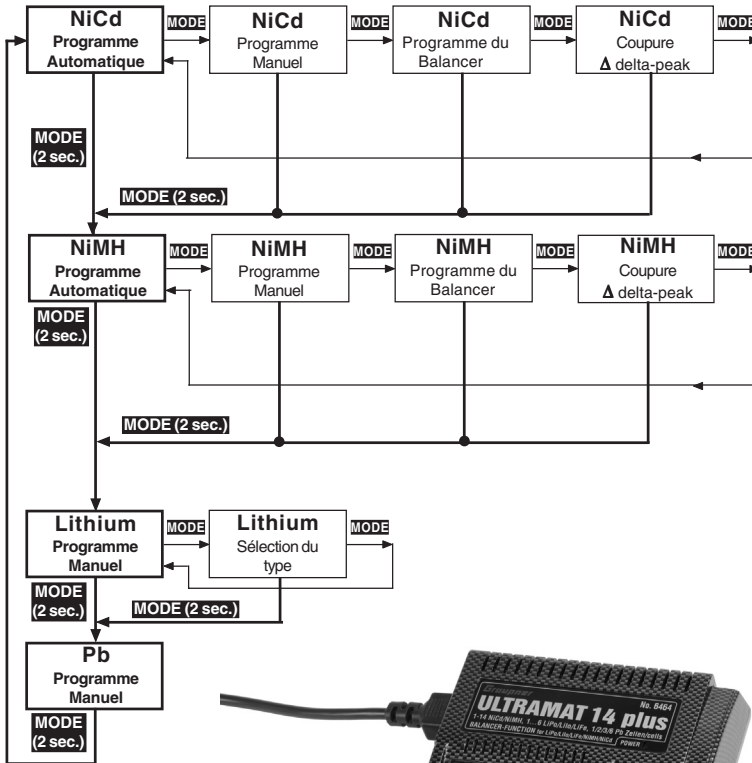 NiCd
Programme
Automatique
MODE
NiCd
Programme
Manuel
MODE
NiCd
Programme du
Balancer
MODE
NiCd
Coupure
Δ delta-peak
MODE
MODE
(2 sec.)
MODE (2 sec.)
NiMH
Programme
Automatique
MODE
NiMH
Programme
Manuel
MODE
NiMH
Programme du
Balancer
MODE
NiMH
Coupure
Δ delta-peak
MODE
MODE
(2 sec.)
MODE (2 sec.)
Lithium
Programme
Manuel
MODE
Lithium
Sélection du
type
MODE
MODE
(2 sec.)
MODE (2 sec.)
Pb
Programme
Manuel
MODE
(2 sec.)
Graupner
No. 6464
ULTRAMAT 14 plus
1-14 NiCd/NiMH, 1...6 LiPo/LiIo/LiFe, 1/2/3/6 Pb Zellen/cells
BALANCER-FUNCTION for LiPo/LiIo/LiFe/NiMH/NiCd
POWER